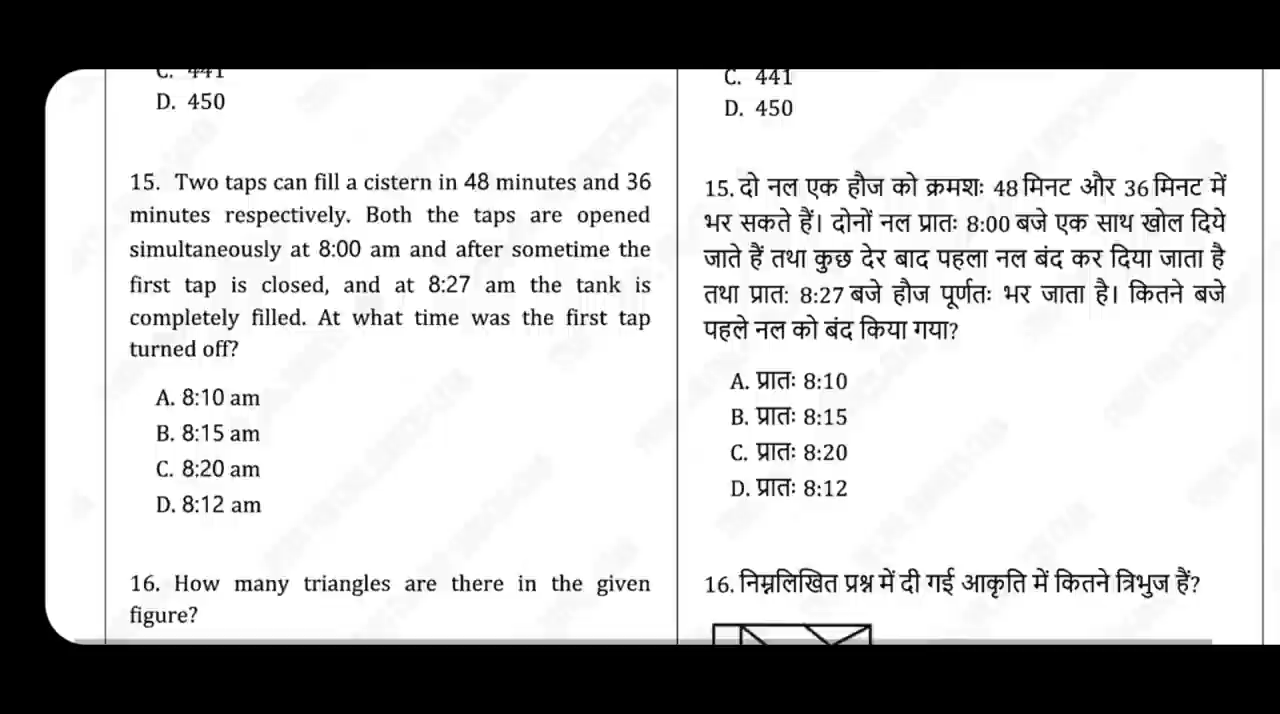 C. 441
D. 450
15. Two taps can fill a cistern in 48 minutes and 36
minutes respectively. Both the taps are opened
simultaneously at 8:00 am and after sometime the
first tap is closed, and at 8:27 am the tank is
completely filled. At what time was the first tap
turned off?
A. 8:10 am
B. 8:15 am
C. 8:20 am
D. 8:12 am
16. How many triangles are there in the given
figure?
C. 441
D. 450
15. दो नल एक हौज को क्रमशः 48 मिनट और 36 मिनट में
भर सकते हैं। दोनों नल प्रातः 8:00 बजे एक साथ खोल दिये
जाते हैं तथा कुछ देर बाद पहला नल बंद कर दिया जाता है
तथा प्रात: 8:27 बजे हौज पूर्णतः भर जाता है। कितने बजे
पहले नल को बंद किया गया?
A. प्रातः 8:10
B. प्रातः 8:15
C. प्रातः 8:20
D. प्रातः 8:12
16. निम्नलिखित प्रश्न में दी गई आकृति में कितने त्रिभुज हैं?